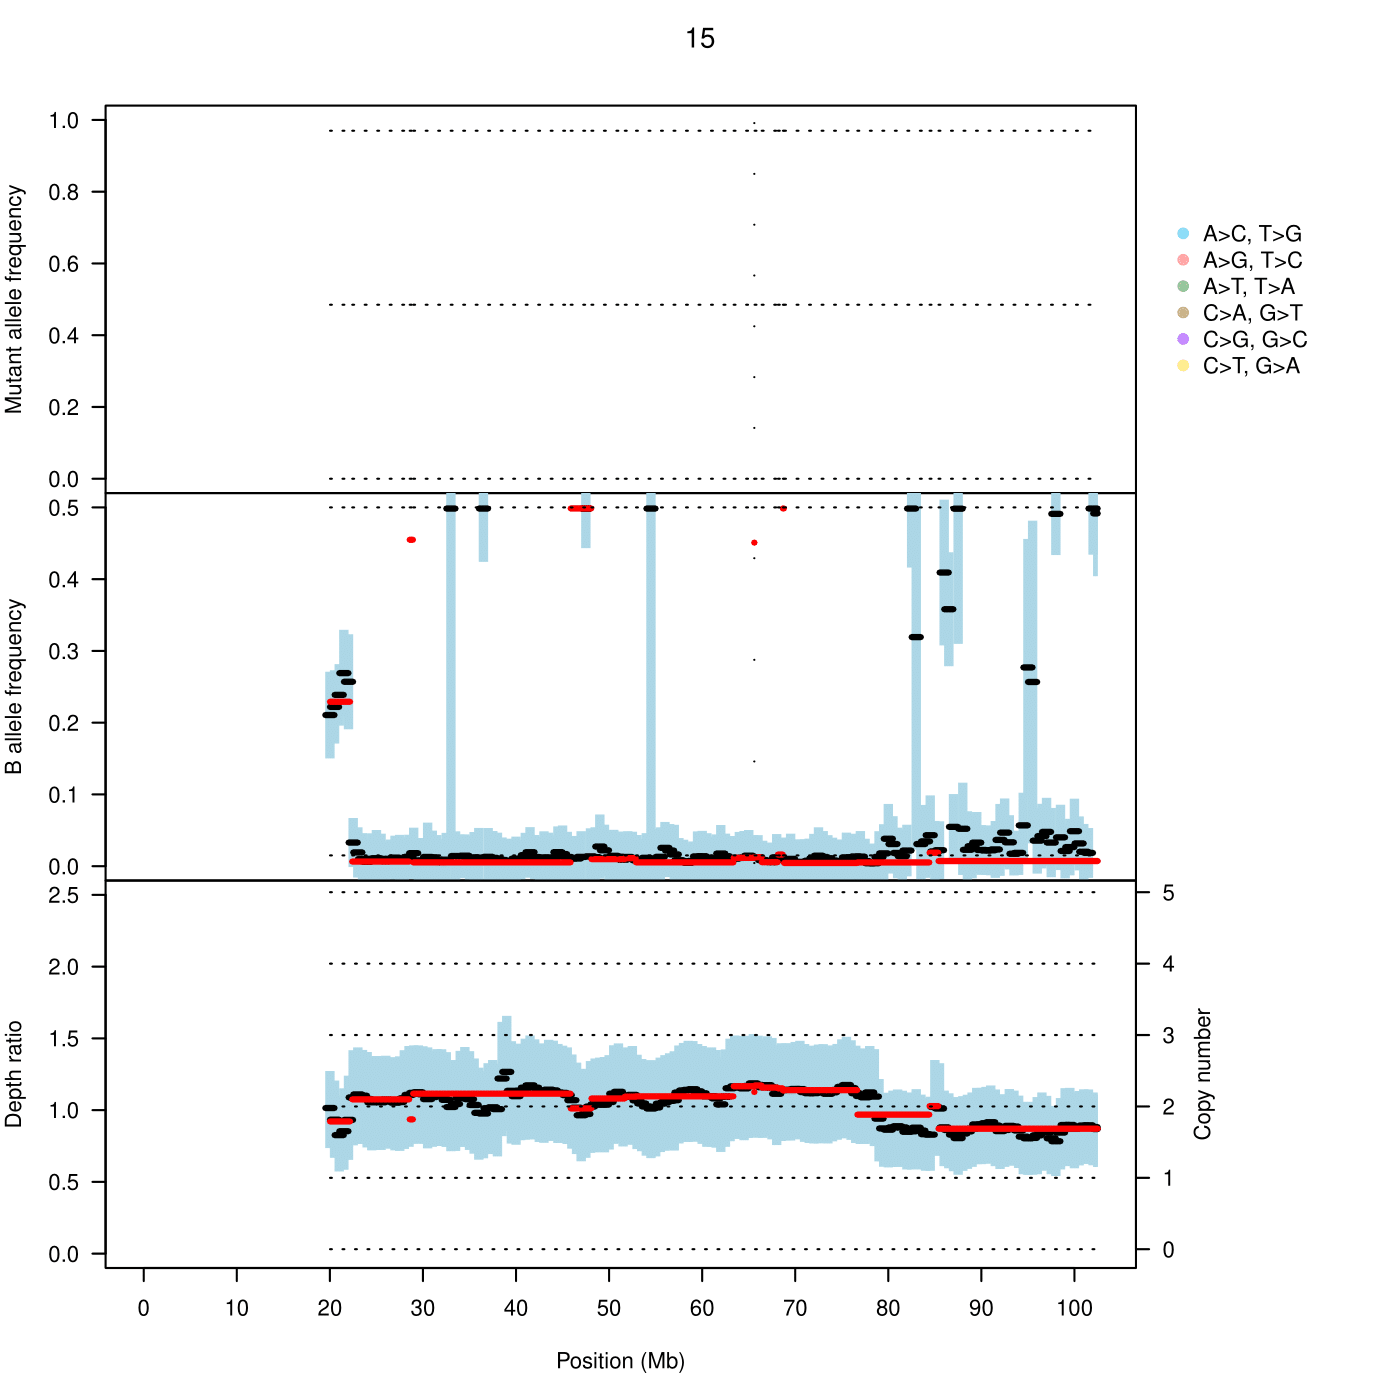 15
Mutant allele frequency
1.0
0.8
0.6
0.4
0.2
0.0
A>C, T>G
A>G, T>C
A>T, T>A
C>A, G>T
C>G, G>C
C>T, G>A
B allele frequency
0.5
0.4
0.3
0.2
0.1
0.0
Depth ratio
2.5
2.0
1.5
1.0
0.5
0.0
5
4
3
2
1
0
Copy number
0 10 20 30 40 50 60 70 80 90 100
Position (Mb)